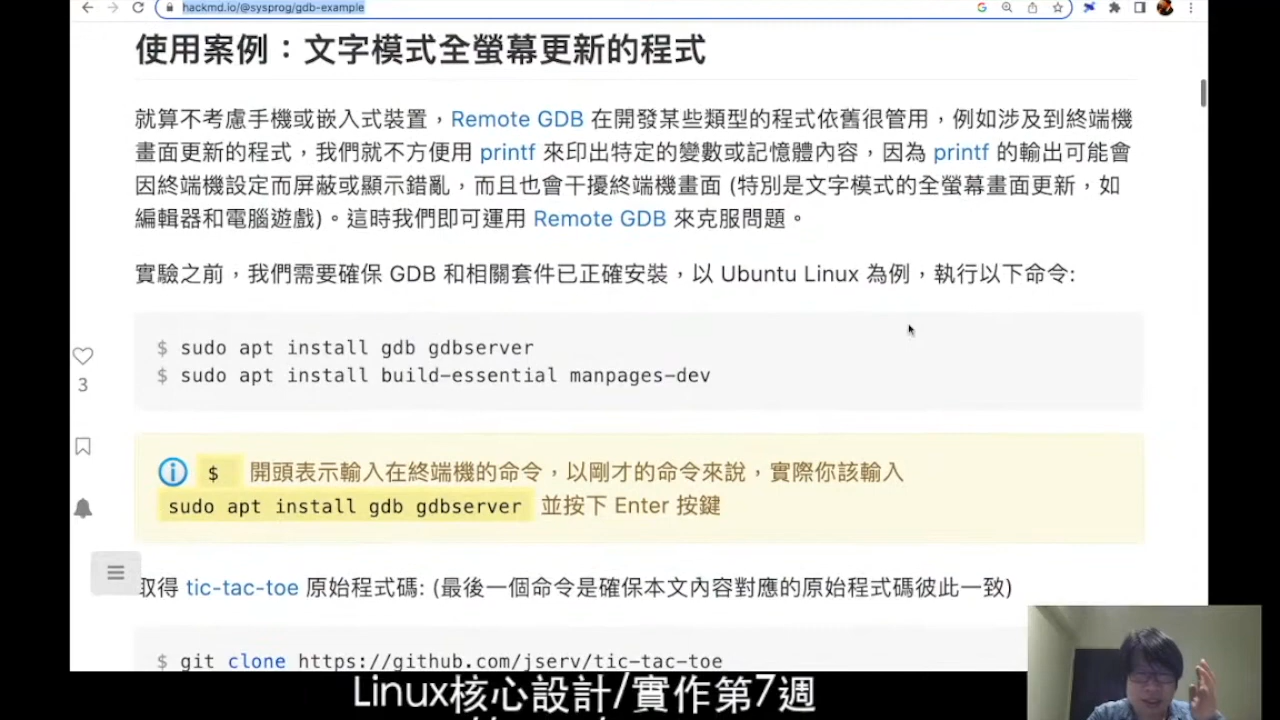 hackmd.io/@sysprog/gdb-example
使用案例：文字模式全螢幕更新的程式
就算不考慮手機或嵌入式裝置，Remote GDB 在開發某些類型的程式依舊很管用，例如涉及到終端機
畫面更新的程式，我們就不方便用 printf 來印出特定的變數或記憶體內容，因為 printf 的輸出可能會
因終端機設定而屏蔽或顯示錯亂，而且也會干擾終端機畫面 (特別是文字模式的全螢幕畫面更新，如
編輯器和電腦遊戲)。這時我們即可運用 Remote GDB 來克服問題。
實驗之前，我們需要確保 GDB 和相關套件已正確安裝，以 Ubuntu Linux 為例，執行以下命令:
$ sudo apt install gdb gdbserver
$ sudo apt install build-essential manpages-dev
3
$ 開頭表示輸入在終端機的命令，以剛才的命令來說，實際你該輸入
sudo apt install gdb gdbserver 並按下 Enter 按鍵
取得 tic-tac-toe 原始程式碼: (最後一個命令是確保本文內容對應的原始程式碼彼此一致)
$ git clone https://github.com/jserv/tic-tac-toe
Linux核心設計/實作第7週